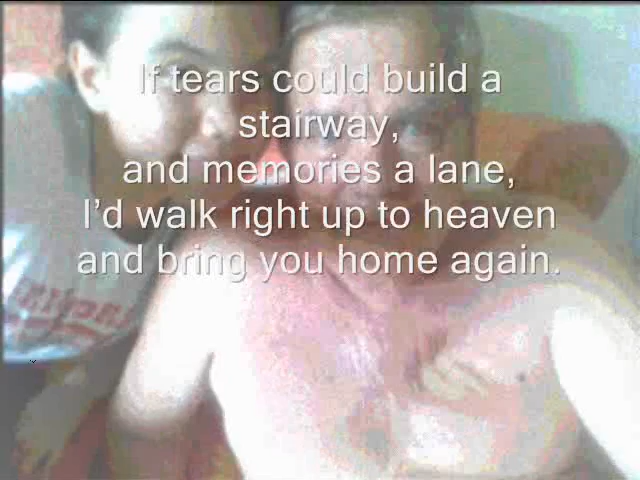 If tears could build a
stairway,
and memories a lane,
I’d walk right up to heaven
and bring you home again.